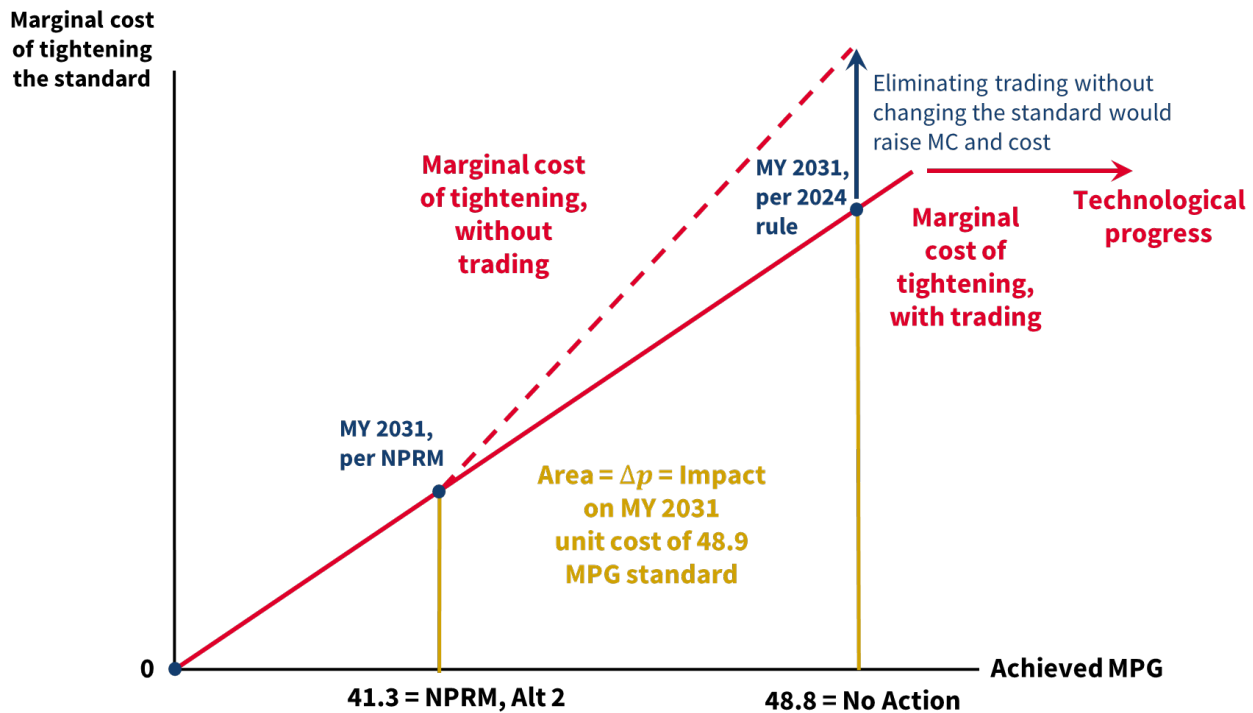 Marginal cost
of tightening
the standard
Eliminating trading without
changing the standard would
raise MC and cost
Marginal cost
of tightening,
without
trading
MY 2031,
per 2024
rule
Technological
progress
Marginal
cost of
tightening,
with trading
MY 2031,
per NPRM
Area = Δ𝑝 = Impact
on MY 2031
unit cost of 48.9
MPG standard
0
Achieved MPG
41.3 = NPRM, Alt 2
48.8 = No Action